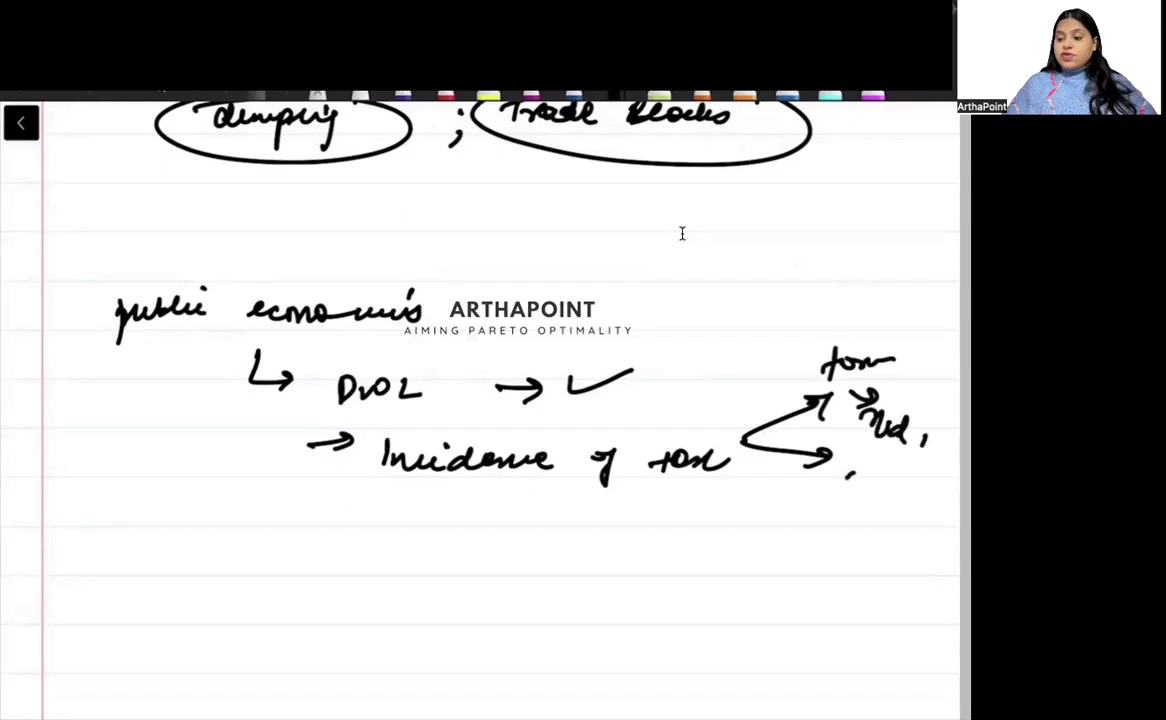 ArthaPoint
dumping ; Trade Blocks
public economics
ARTHAPOINT
AIMING PARETO OPTIMALITY
DWL → ✓
→ Incidence of tax